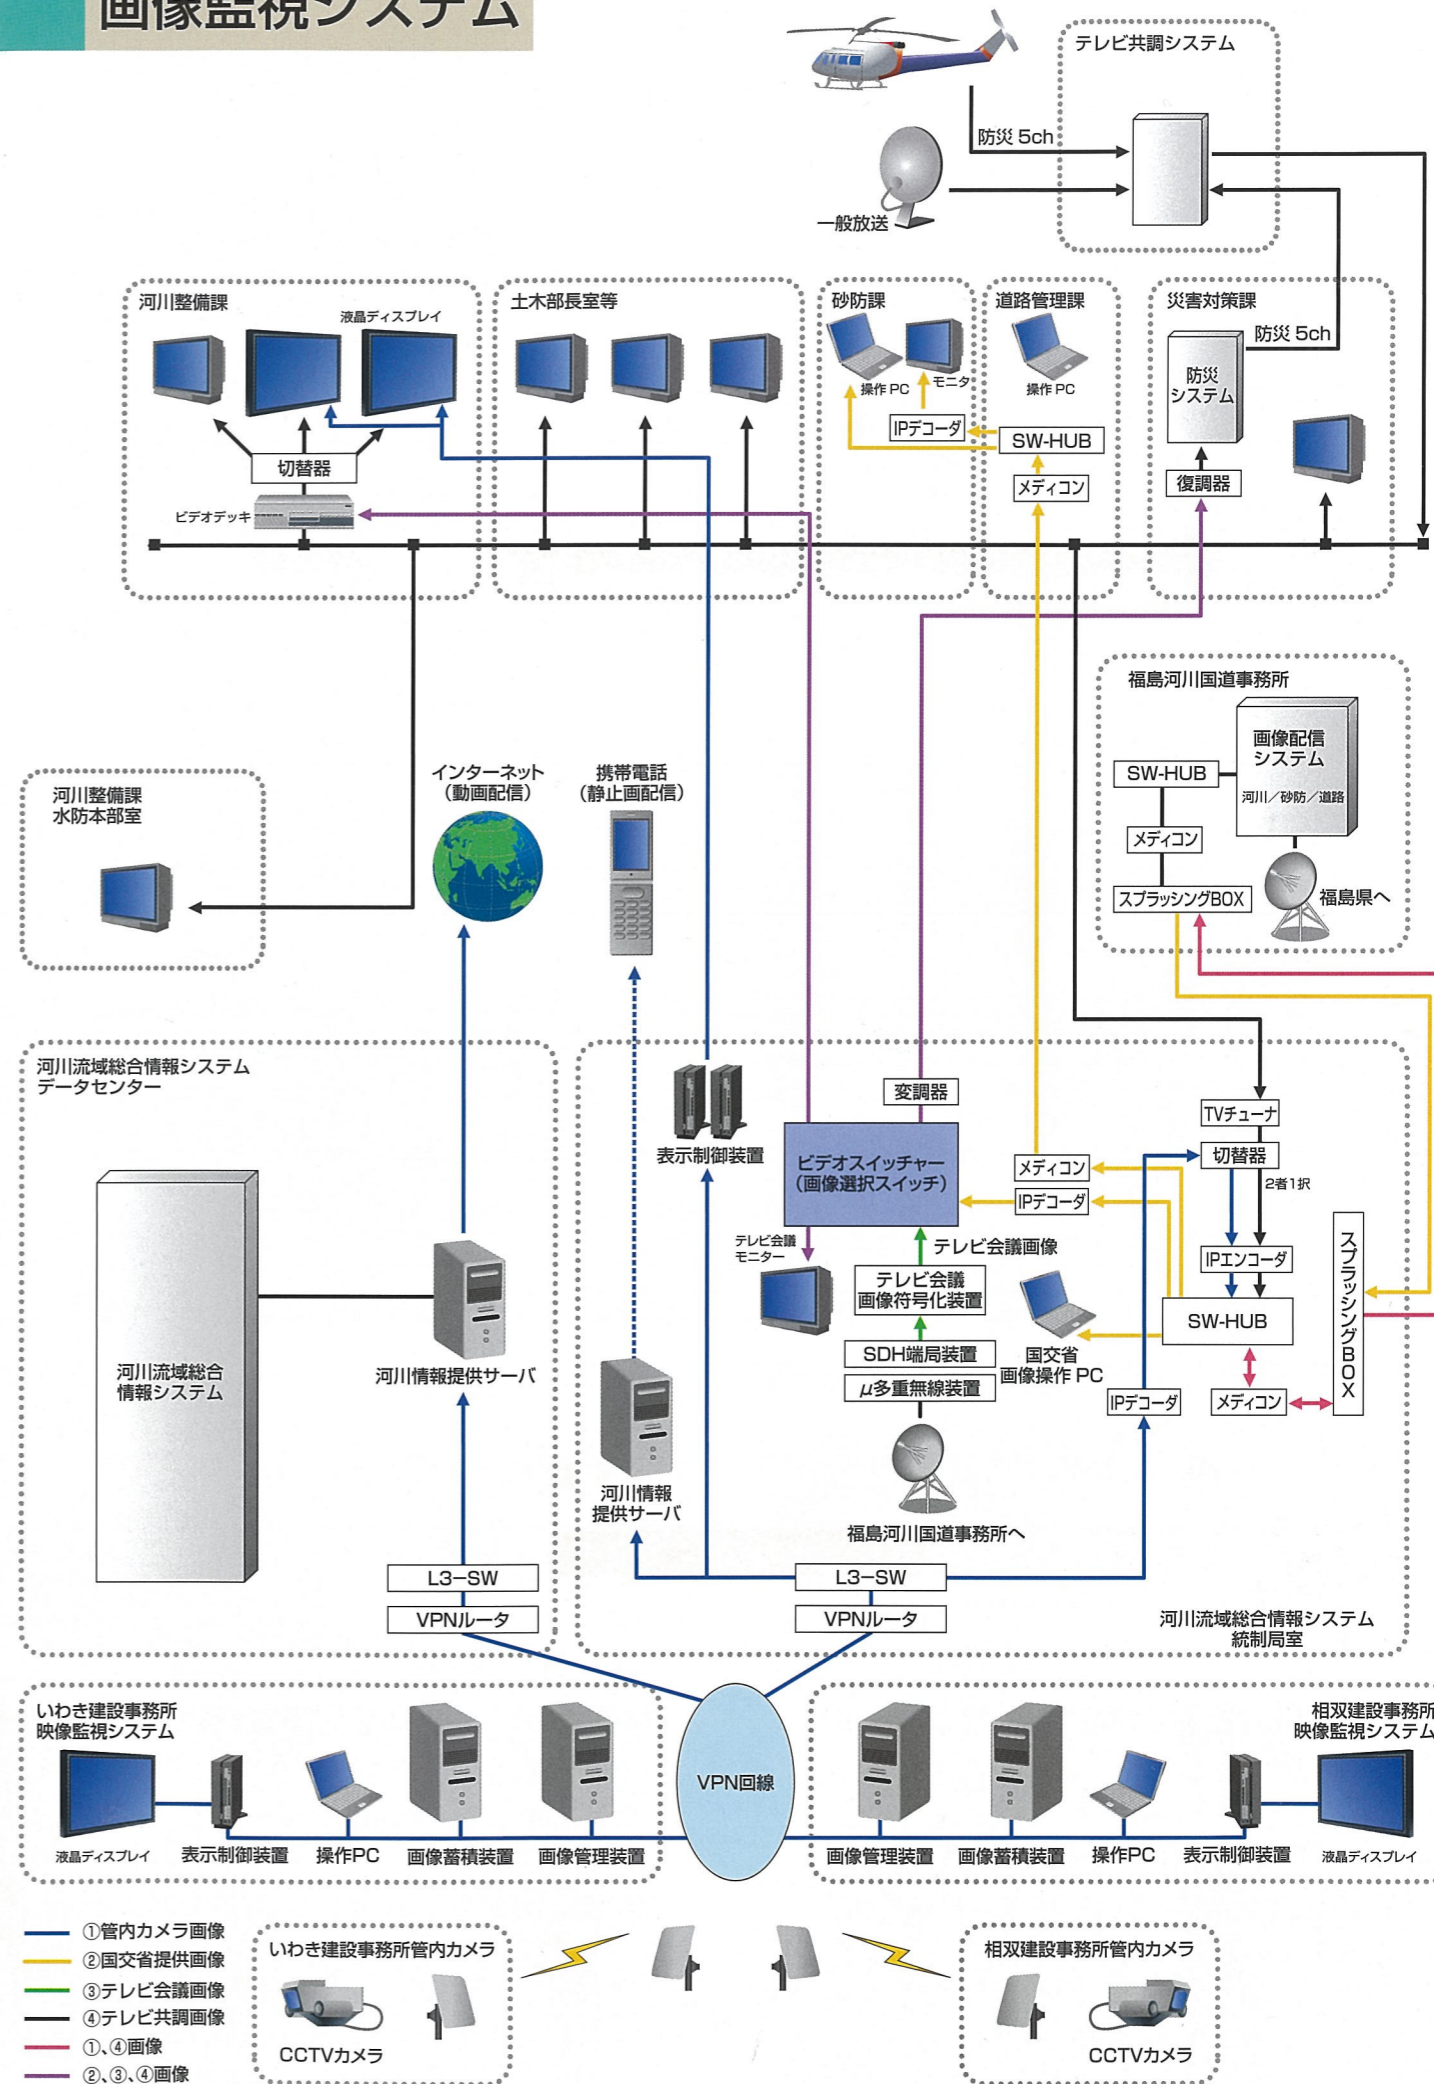 画像監視システム
テレビ共調システム
防災 5ch
一般放送
河川整備課
液晶ディスプレイ
切替器
ビデオデッキ
土木部長室等
砂防課
操作 PC
モニタ
IPデコーダ
道路管理課
操作 PC
SW-HUB
メディコン
災害対策課
防災 5ch
防災
システム
復調器
福島河川国道事務所
画像配信
システム
河川／砂防／道路
SW-HUB
メディコン
スプラッシングBOX
福島県へ
河川整備課
水防本部室
インターネット
（動画配信）
携帯電話
（静止画配信）
河川流域総合情報システム
データセンター
河川流域総合
情報システム
河川情報提供サーバ
L3−SW
VPNルータ
表示制御装置
河川情報
提供サーバ
変調器
ビデオスイッチャー
（画像選択スイッチ）
テレビ会議
モニター
テレビ会議画像
テレビ会議
画像符号化装置
SDH端局装置
μ多重無線装置
福島河川国道事務所へ
メディコン
IPデコーダ
国交省
画像操作 PC
TVチューナ
切替器
2者1択
IPエンコーダ
SW-HUB
IPデコーダ
メディコン
スプラッシングBOX
L3−SW
VPNルータ
河川流域総合情報システム
統制局室
いわき建設事務所
映像監視システム
液晶ディスプレイ
表示制御装置
操作PC
画像蓄積装置
画像管理装置
VPN回線
相双建設事務所
映像監視システム
画像管理装置
画像蓄積装置
操作PC
表示制御装置
液晶ディスプレイ
①管内カメラ画像
②国交省提供画像
③テレビ会議画像
④テレビ共調画像
①、④画像
②、③、④画像
いわき建設事務所管内カメラ
CCTVカメラ
相双建設事務所管内カメラ
CCTVカメラ